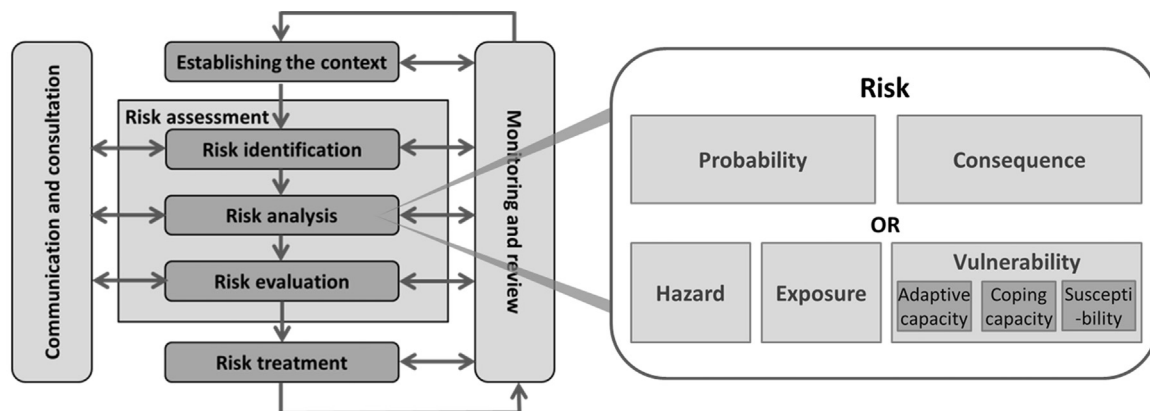 Communication and consultation
Establishing the context
Risk assessment
Risk identification
Risk analysis
Risk evaluation
Risk treatment
Monitoring and review
Risk
Probability
Consequence
OR
Hazard
Exposure
Vulnerability
Adaptive
capacity
Coping
capacity
Suscepti
-bility